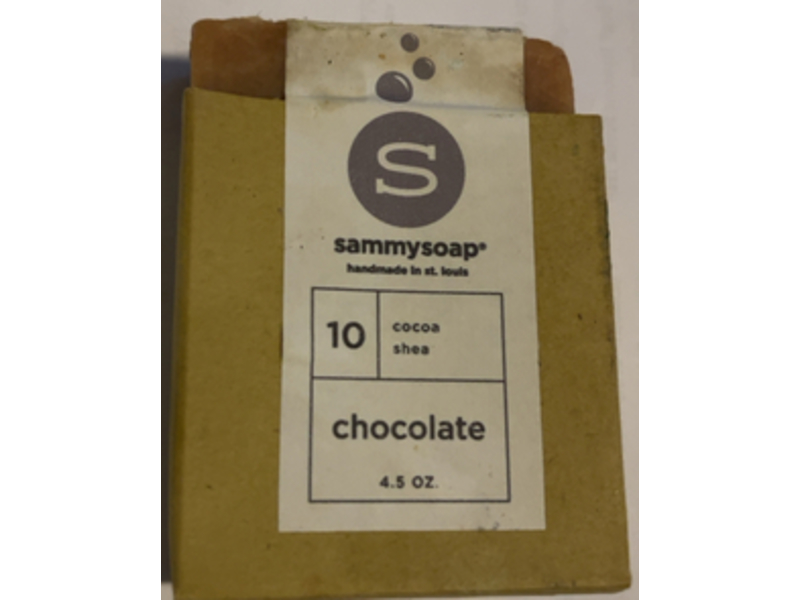 S
sammysoap®
handmade in st. louis
10
cocoa
shea
chocolate
4.5 OZ.